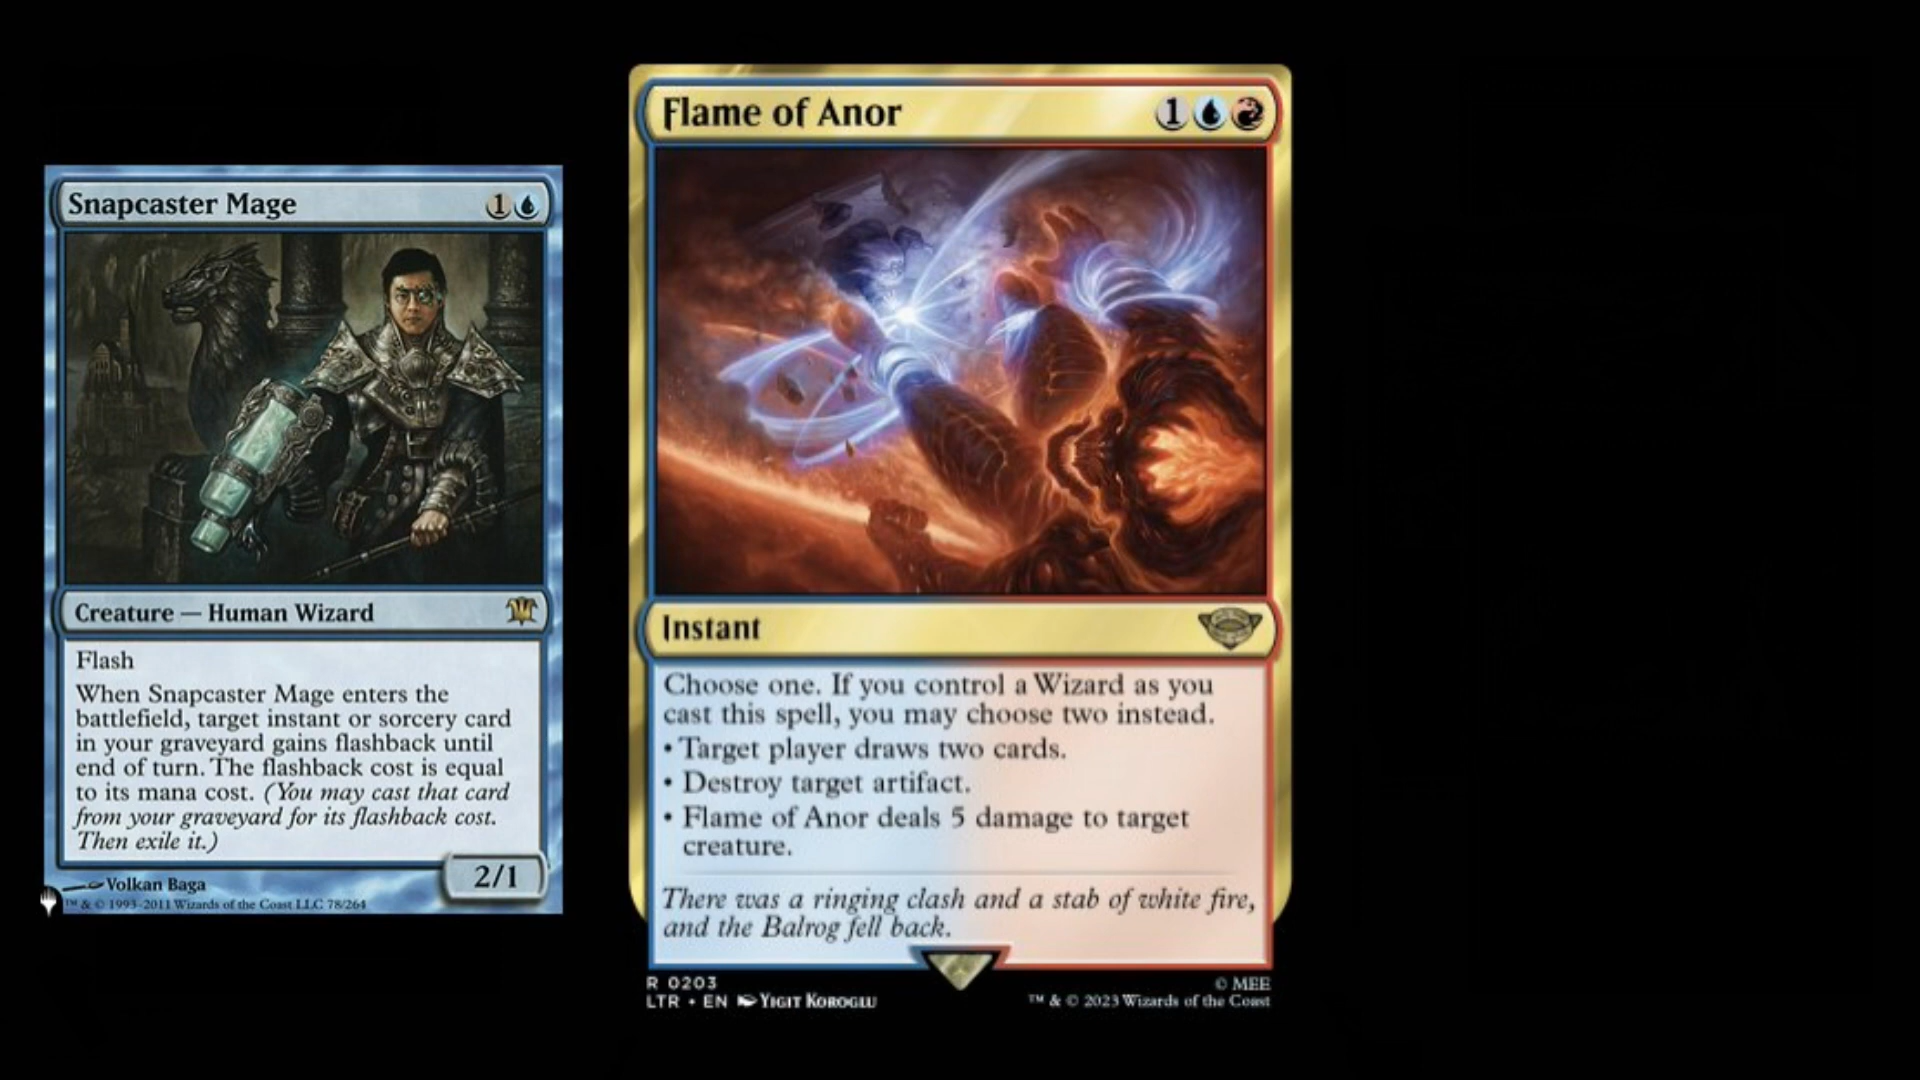 Snapcaster Mage 1
Creature — Human Wizard
Flash
When Snapcaster Mage enters the
battlefield, target instant or sorcery card
in your graveyard gains flashback until
end of turn. The flashback cost is equal
to its mana cost. (You may cast that card
from your graveyard for its flashback cost.
Then exile it.)
2/1
Volkan Baga
™ & © 1993-2011 Wizards of the Coast LLC 78/264
Flame of Anor 1
Instant
Choose one. If you control a Wizard as you
cast this spell, you may choose two instead.
• Target player draws two cards.
• Destroy target artifact.
• Flame of Anor deals 5 damage to target
creature.
There was a ringing clash and a stab of white fire,
and the Balrog fell back.
R 0203
LTR • EN Yigit Koroglu
© MEE
™ & © 2023 Wizards of the Coast